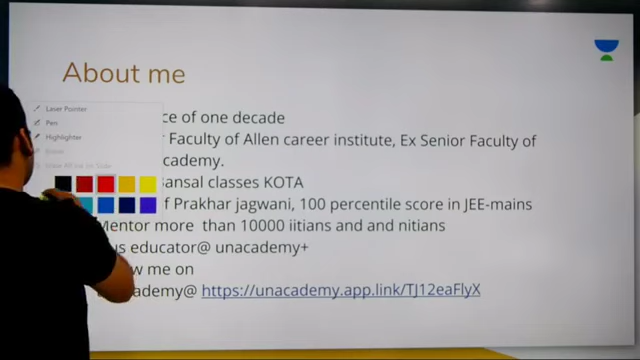 About me
Laser Pointer
Pen
Highlighter
ce of one decade
Faculty of Allen career institute, Ex Senior Faculty of
cademy.
ansal classes KOTA
f Prakhar jagwani, 100 percentile score in JEE-mains
Mentor more than 10000 iitians and and nitians
us educator@ unacademy+
w me on
ademy@ https://unacademy.app.link/TJ12eaFlyX